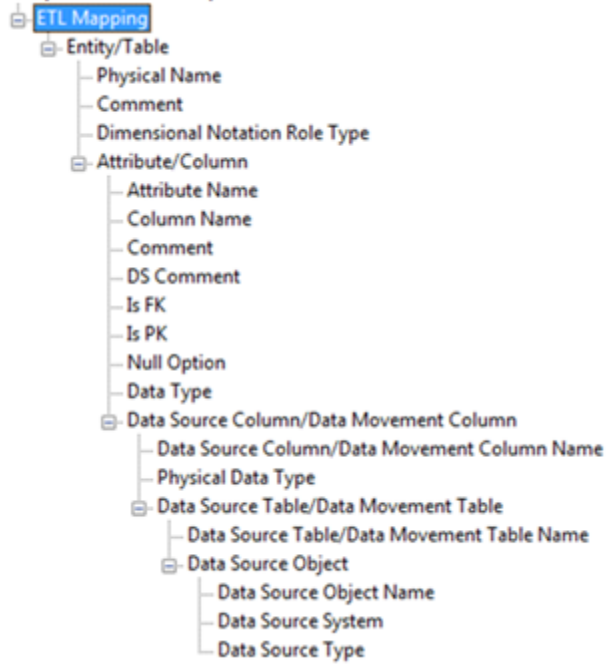 ETL Mapping
Entity/Table
Physical Name
Comment
Dimensional Notation Role Type
Attribute/Column
Attribute Name
Column Name
Comment
DS Comment
Is FK
Is PK
Null Option
Data Type
Data Source Column/Data Movement Column
Data Source Column/Data Movement Column Name
Physical Data Type
Data Source Table/Data Movement Table
Data Source Table/Data Movement Table Name
Data Source Object
Data Source Object Name
Data Source System
Data Source Type